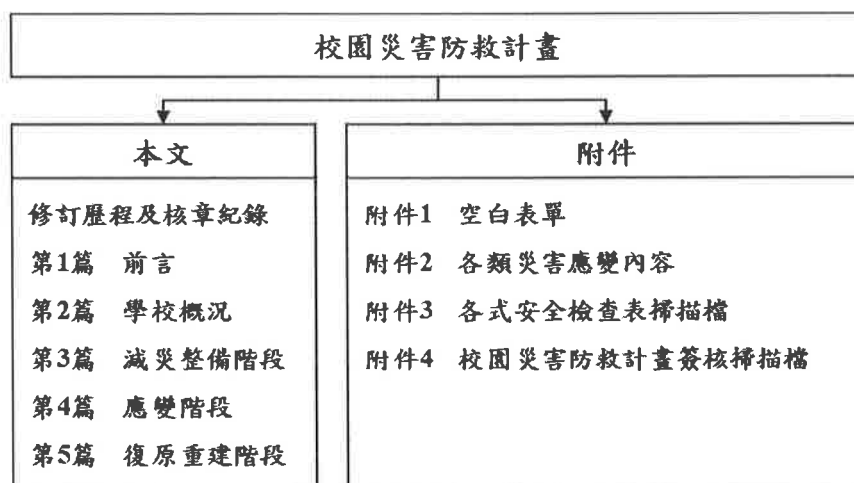 校園災害防救計畫
本文
修訂歷程及核章紀錄
第1篇 前言
第2篇 學校概況
第3篇 減災整備階段
第4篇 應變階段
第5篇 復原重建階段
附件
附件1 空白表單
附件2 各類災害應變內容
附件3 各式安全檢查表掃描檔
附件4 校園災害防救計畫簽核掃描檔